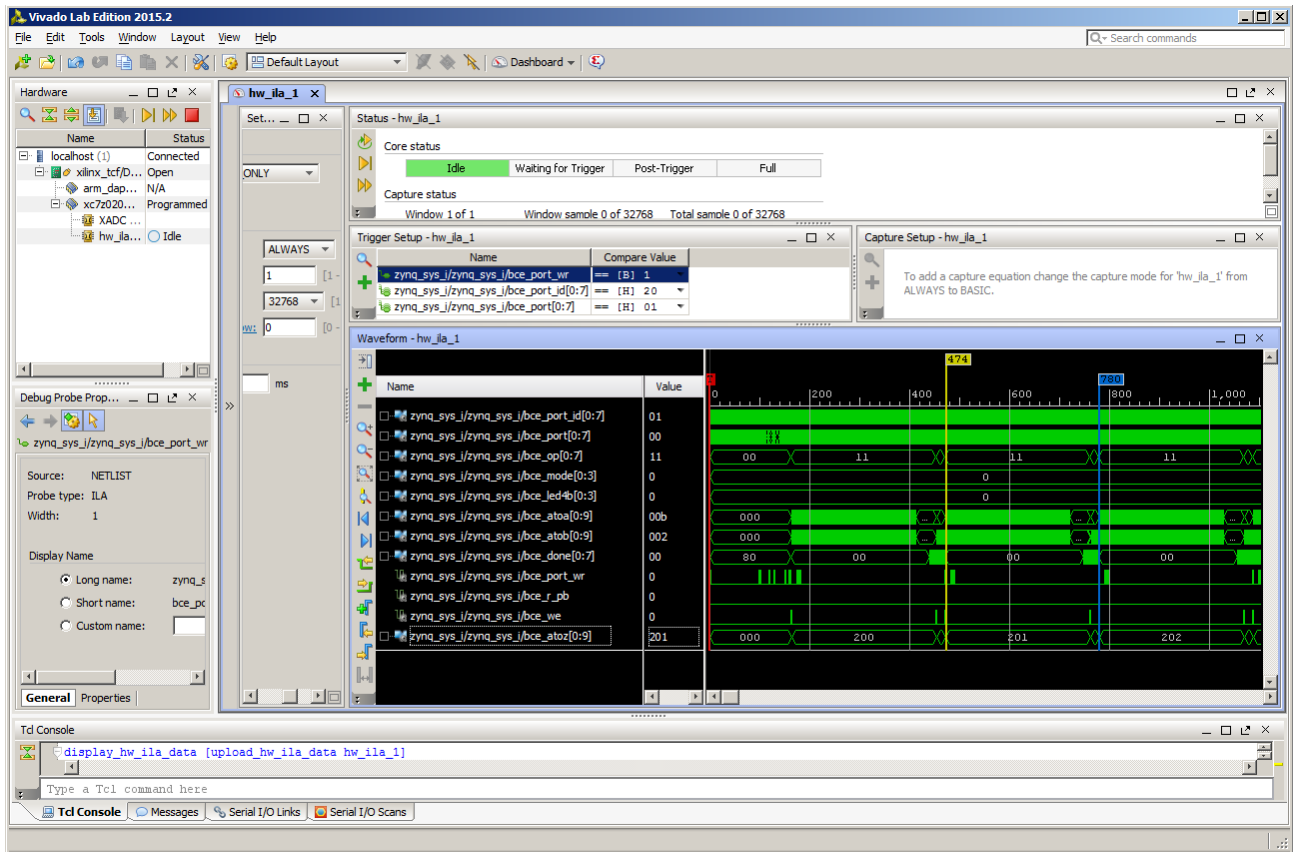 Vivado Lab Edition 2015.2
File Edit Tools Window Layout View Help
Search commands
Default Layout
Dashboard
Hardware
Name Status
localhost (1) Connected
xilinx_tcf/D... Open
arm_dap... N/A
xc7z020... Programmed
XADC ...
hw_ila... Idle
Debug Probe Prop...
zynq_sys_i/zynq_sys_i/bce_port_wr
Source: NETLIST
Probe type: ILA
Width: 1
Display Name
Long name: zynq_s
Short name: bce_po
Custom name:
General Properties
hw_ila_1
Set...
ONLY
ALWAYS
1 [1 -
32768 [1
ow: 0 [0 -
ms
Status - hw_ila_1
Core status
Idle Waiting for Trigger Post-Trigger Full
Capture status
Window 1 of 1 Window sample 0 of 32768 Total sample 0 of 32768
Trigger Setup - hw_ila_1
Name Compare Value
zynq_sys_i/zynq_sys_i/bce_port_wr == [B] 1
zynq_sys_i/zynq_sys_i/bce_port_id[0:7] == [H] 20
zynq_sys_i/zynq_sys_i/bce_port[0:7] == [H] 01
Capture Setup - hw_ila_1
To add a capture equation change the capture mode for 'hw_ila_1' from
ALWAYS to BASIC.
Waveform - hw_ila_1
474
780
Name Value
0 200 400 600 800 1,000
zynq_sys_i/zynq_sys_i/bce_port_id[0:7] 01
zynq_sys_i/zynq_sys_i/bce_port[0:7] 00
zynq_sys_i/zynq_sys_i/bce_op[0:7] 11 00 11 11 11
zynq_sys_i/zynq_sys_i/bce_mode[0:3] 0 0
zynq_sys_i/zynq_sys_i/bce_led4b[0:3] 0 0
zynq_sys_i/zynq_sys_i/bce_atoa[0:9] 00b 000 ... ... ...
zynq_sys_i/zynq_sys_i/bce_atob[0:9] 002 000 ... ... ...
zynq_sys_i/zynq_sys_i/bce_done[0:7] 00 80 00 00 00
zynq_sys_i/zynq_sys_i/bce_port_wr 0
zynq_sys_i/zynq_sys_i/bce_r_pb 0
zynq_sys_i/zynq_sys_i/bce_we 0
zynq_sys_i/zynq_sys_i/bce_atoz[0:9] 201 000 200 201 202
Tcl Console
display_hw_ila_data [upload_hw_ila_data hw_ila_1]
Type a Tcl command here
Tcl Console Messages Serial I/O Links Serial I/O Scans